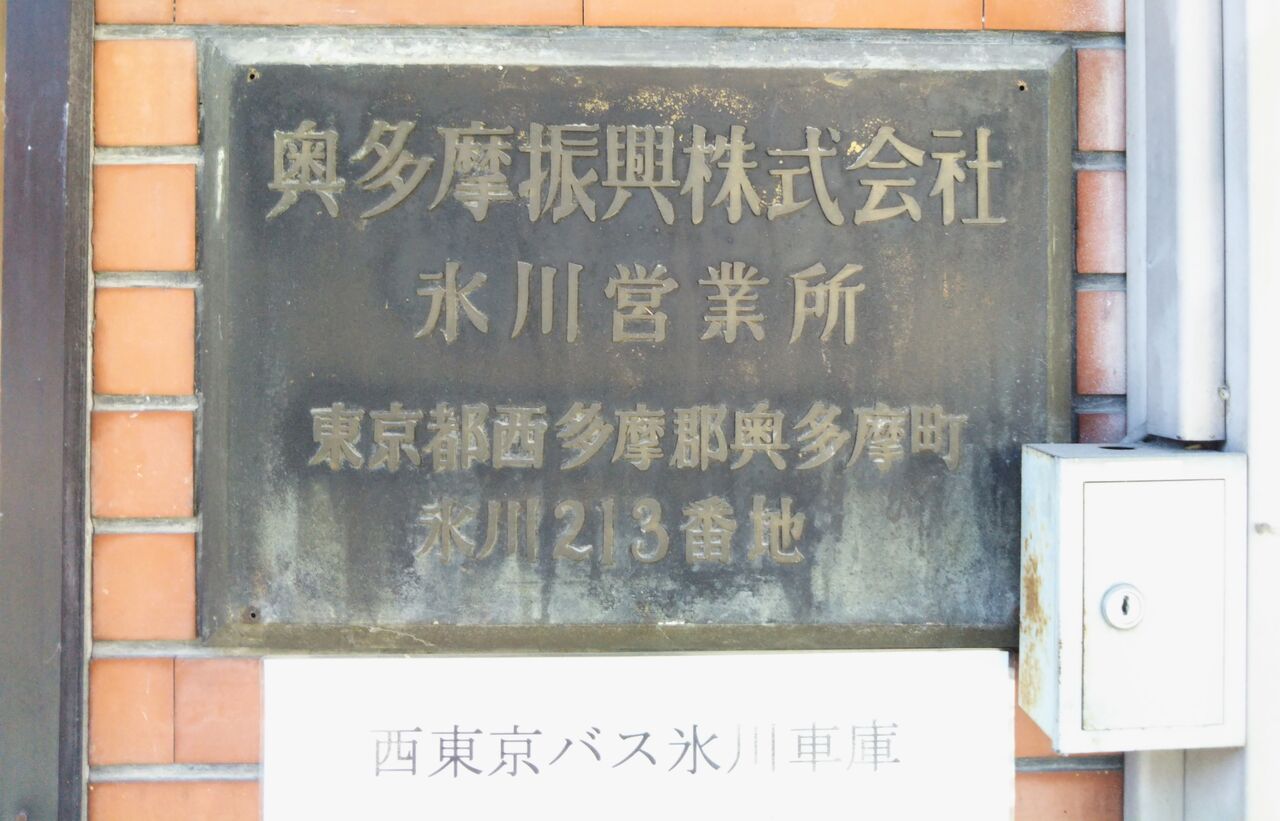 奥多摩振興株式会社
氷川営業所
東京都西多摩郡奥多摩町
氷川213番地
西東京バス氷川車庫